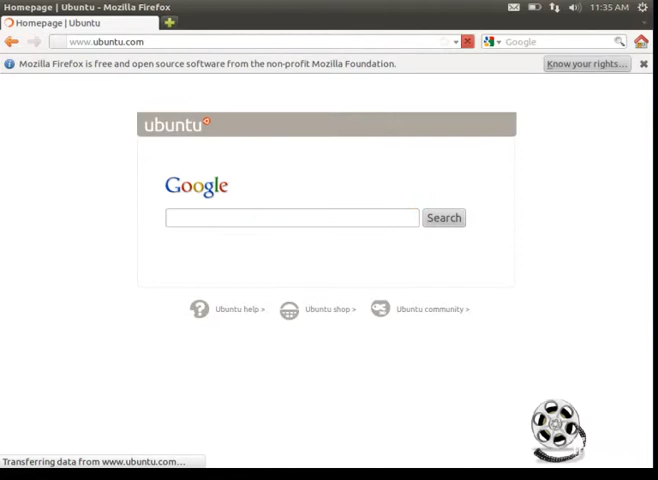 Homepage | Ubuntu - Mozilla Firefox
11:35 AM
Homepage | Ubuntu
www.ubuntu.com
Google
Mozilla Firefox is free and open source software from the non-profit Mozilla Foundation.
Know your rights...
ubuntu
Google
Search
Ubuntu help >
Ubuntu shop >
Ubuntu community >
Transferring data from www.ubuntu.com...